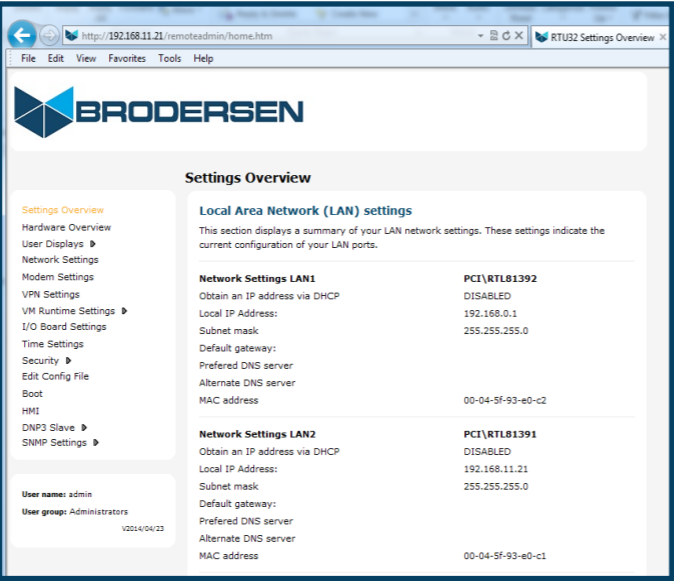 http://192.168.11.21/remoteadmin/home.htm
RTU32 Settings Overview
File Edit View Favorites Tools Help
BRODERSEN
Settings Overview
Settings Overview
Hardware Overview
User Displays
Network Settings
Modem Settings
VPN Settings
VM Runtime Settings
I/O Board Settings
Time Settings
Security
Edit Config File
Boot
HMI
DNP3 Slave
SNMP Settings
User name: admin
User group: Administrators
V2014/04/23
Local Area Network (LAN) settings
This section displays a summary of your LAN network settings. These settings indicate the
current configuration of your LAN ports.
Network Settings LAN1 PCI\RTL81392
Obtain an IP address via DHCP DISABLED
Local IP Address: 192.168.0.1
Subnet mask 255.255.255.0
Default gateway:
Prefered DNS server
Alternate DNS server
MAC address 00-04-5f-93-e0-c2
Network Settings LAN2 PCI\RTL81391
Obtain an IP address via DHCP DISABLED
Local IP Address: 192.168.11.21
Subnet mask 255.255.255.0
Default gateway:
Prefered DNS server
Alternate DNS server
MAC address 00-04-5f-93-e0-c1